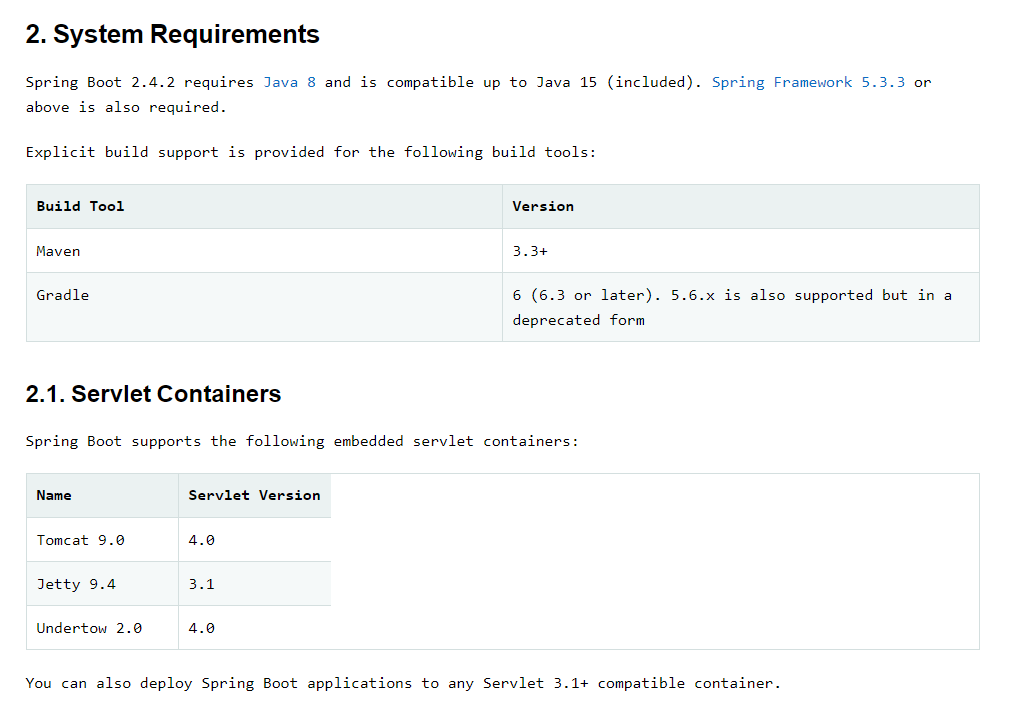 2. System Requirements
Spring Boot 2.4.2 requires Java 8 and is compatible up to Java 15 (included). Spring Framework 5.3.3 or
above is also required.
Explicit build support is provided for the following build tools:
Build Tool Version
Maven 3.3+
Gradle 6 (6.3 or later). 5.6.x is also supported but in a
deprecated form
2.1. Servlet Containers
Spring Boot supports the following embedded servlet containers:
Name Servlet Version
Tomcat 9.0 4.0
Jetty 9.4 3.1
Undertow 2.0 4.0
You can also deploy Spring Boot applications to any Servlet 3.1+ compatible container.